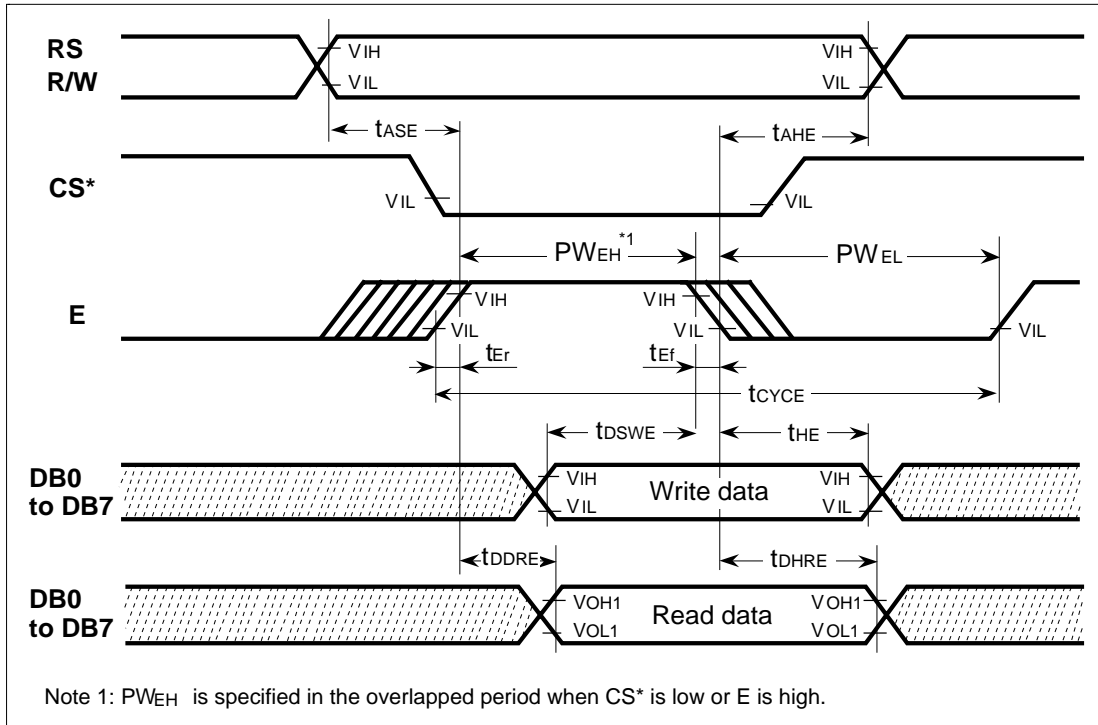 RS
R/W
VIH
VIL
VIH
VIL
tASE
tAHE
CS*
VIL
VIL
PWEH*1
PWEL
E
VIH
VIL
VIH
VIL
VIL
tEr
tEf
tCYCE
tDSWE
tHE
DB0
to DB7
VIH
VIL
Write data
VIH
VIL
tDDRE
tDHRE
DB0
to DB7
VOH1
VOL1
Read data
VOH1
VOL1
Note 1: PWEH is specified in the overlapped period when CS* is low or E is high.